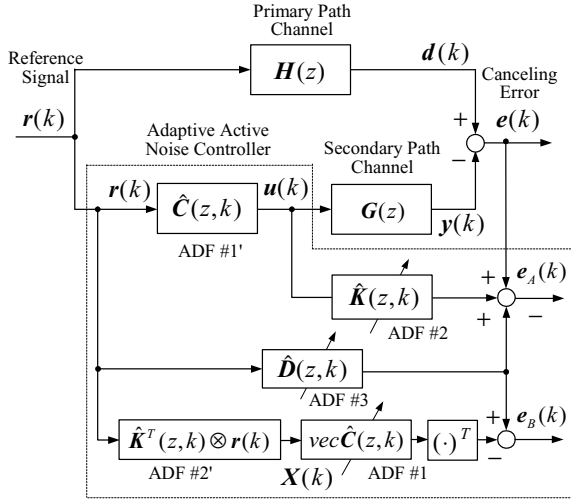 Primary Path
Channel
d(k)
Reference
Signal
H(z)
Canceling
Error
r(k)
+
e(k)
−
Adaptive Active
Noise Controller
Secondary Path
Channel
r(k)
Ĉ(z,k)
u(k)
G(z)
y(k)
ADF #1'
e_A(k)
K̂(z,k)
+
+
−
ADF #2
D̂(z,k)
ADF #3
e_B(k)
K̂^T(z,k)⊗r(k)
vecĈ(z,k)
(·)^T
+
−
ADF #2'
X(k)
ADF #1